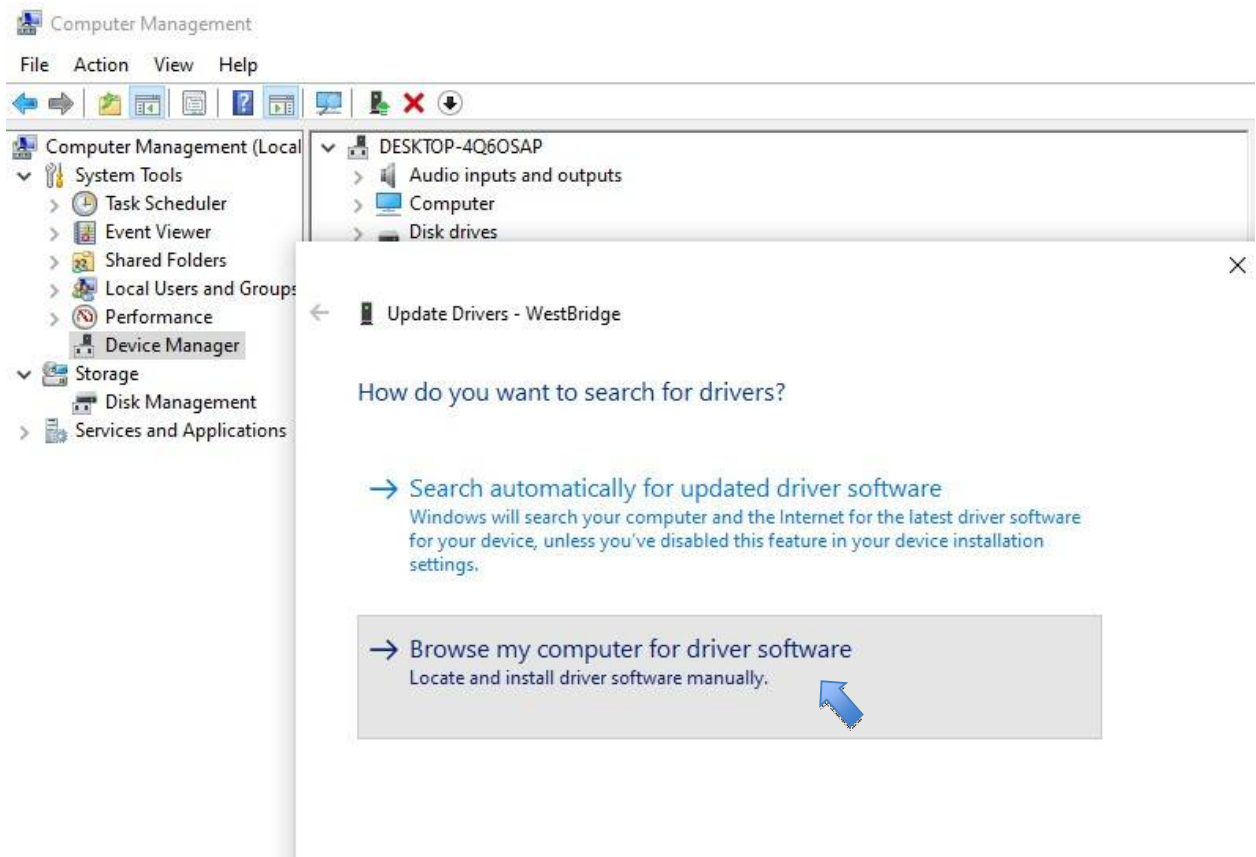 Computer Management
File Action View Help
Computer Management (Local
System Tools
Task Scheduler
Event Viewer
Shared Folders
Local Users and Groups
Performance
Device Manager
Storage
Disk Management
Services and Applications
DESKTOP-4Q6OSAP
Audio inputs and outputs
Computer
Disk drives
Update Drivers - WestBridge
How do you want to search for drivers?
Search automatically for updated driver software
Windows will search your computer and the Internet for the latest driver software
for your device, unless you've disabled this feature in your device installation
settings.
Browse my computer for driver software
Locate and install driver software manually.